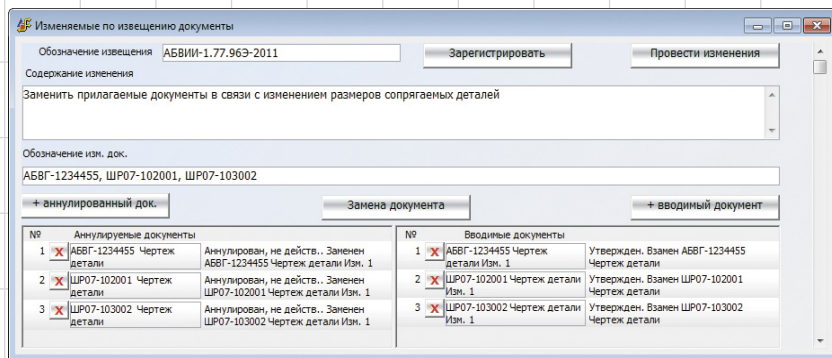 Изменяемые по извещению документы
Обозначение извещения АБВИИ-1.77.96Э-2011 Зарегистрировать Провести изменения
Содержание изменения
Заменить прилагаемые документы в связи с изменением размеров сопрягаемых деталей
Обозначение изм. док.
АБВГ-1234455, ШР07-102001, ШР07-103002
+ аннулированный док. Замена документа + вводимый документ
№ Аннулируемые документы
1 X АБВГ-1234455 Чертеж Аннулирован, не действ.. Заменен
детали АБВГ-1234455 Чертеж детали Изм. 1
2 X ШР07-102001 Чертеж Аннулирован, не действ.. Заменен
детали ШР07-102001 Чертеж детали Изм. 1
3 X ШР07-103002 Чертеж Аннулирован, не действ.. Заменен
детали ШР07-103002 Чертеж детали Изм. 1
№ Вводимые документы
1 X АБВГ-1234455 Чертеж Утвержден. Взамен АБВГ-1234455
детали Изм. 1 Чертеж детали
2 X ШР07-102001 Чертеж детали Утвержден. Взамен ШР07-102001
Изм. 1 Чертеж детали
3 X ШР07-103002 Чертеж детали Утвержден. Взамен ШР07-103002
Изм. 1 Чертеж детали